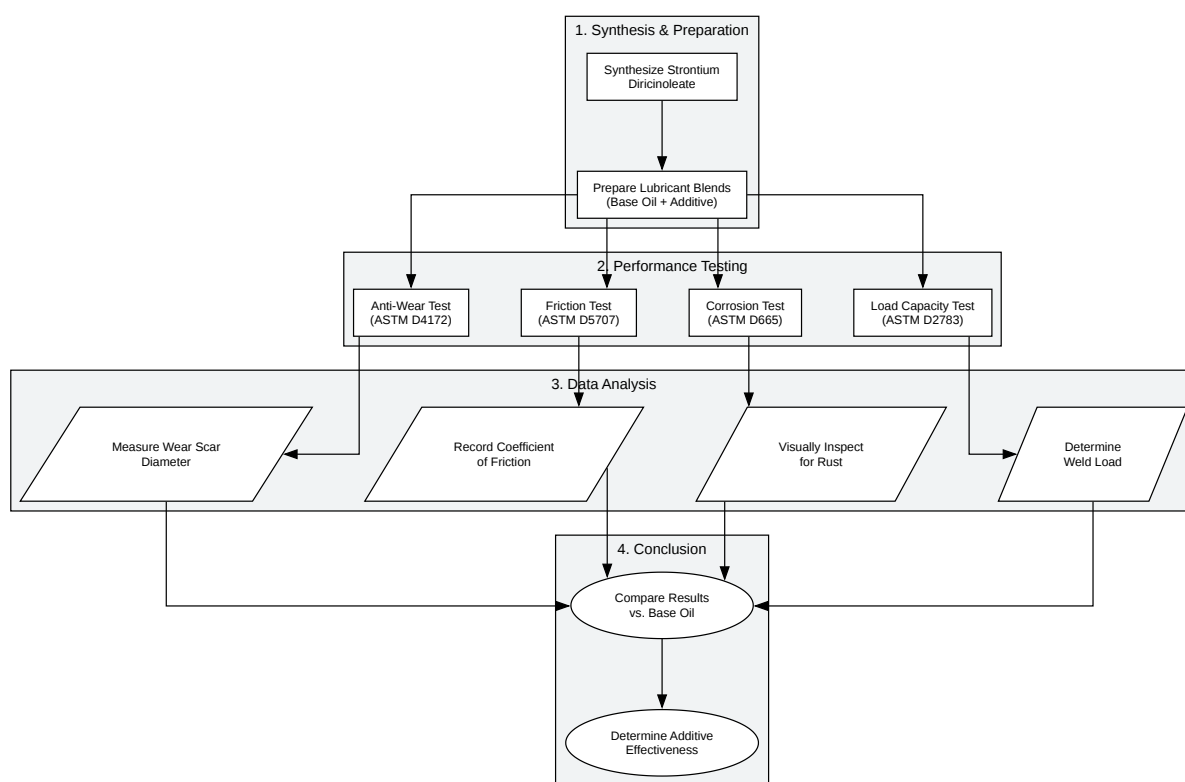 1. Synthesis & Preparation
Synthesize Strontium
Diricinoleate
Prepare Lubricant Blends
(Base Oil + Additive)
2. Performance Testing
Anti-Wear Test
(ASTM D4172)
Friction Test
(ASTM D5707)
Corrosion Test
(ASTM D665)
Load Capacity Test
(ASTM D2783)
3. Data Analysis
Measure Wear Scar
Diameter
Record Coefficient
of Friction
Visually Inspect
for Rust
Determine
Weld Load
4. Conclusion
Compare Results
vs. Base Oil
Determine Additive
Effectiveness